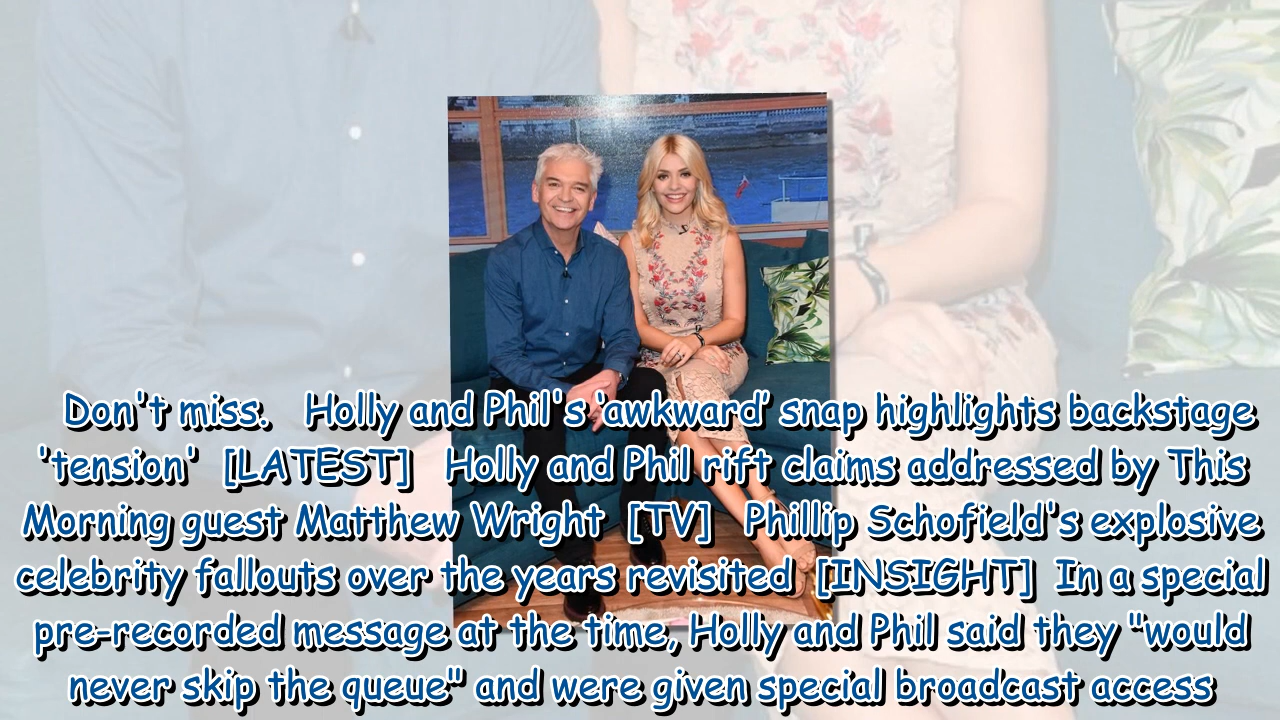 Don't miss.   Holly and Phil's ‘awkward’ snap highlights backstage
'tension'  [LATEST]   Holly and Phil rift claims addressed by This
Morning guest Matthew Wright  [TV]   Phillip Schofield's explosive
celebrity fallouts over the years revisited  [INSIGHT]  In a special
pre-recorded message at the time, Holly and Phil said they "would
never skip the queue" and were given special broadcast access